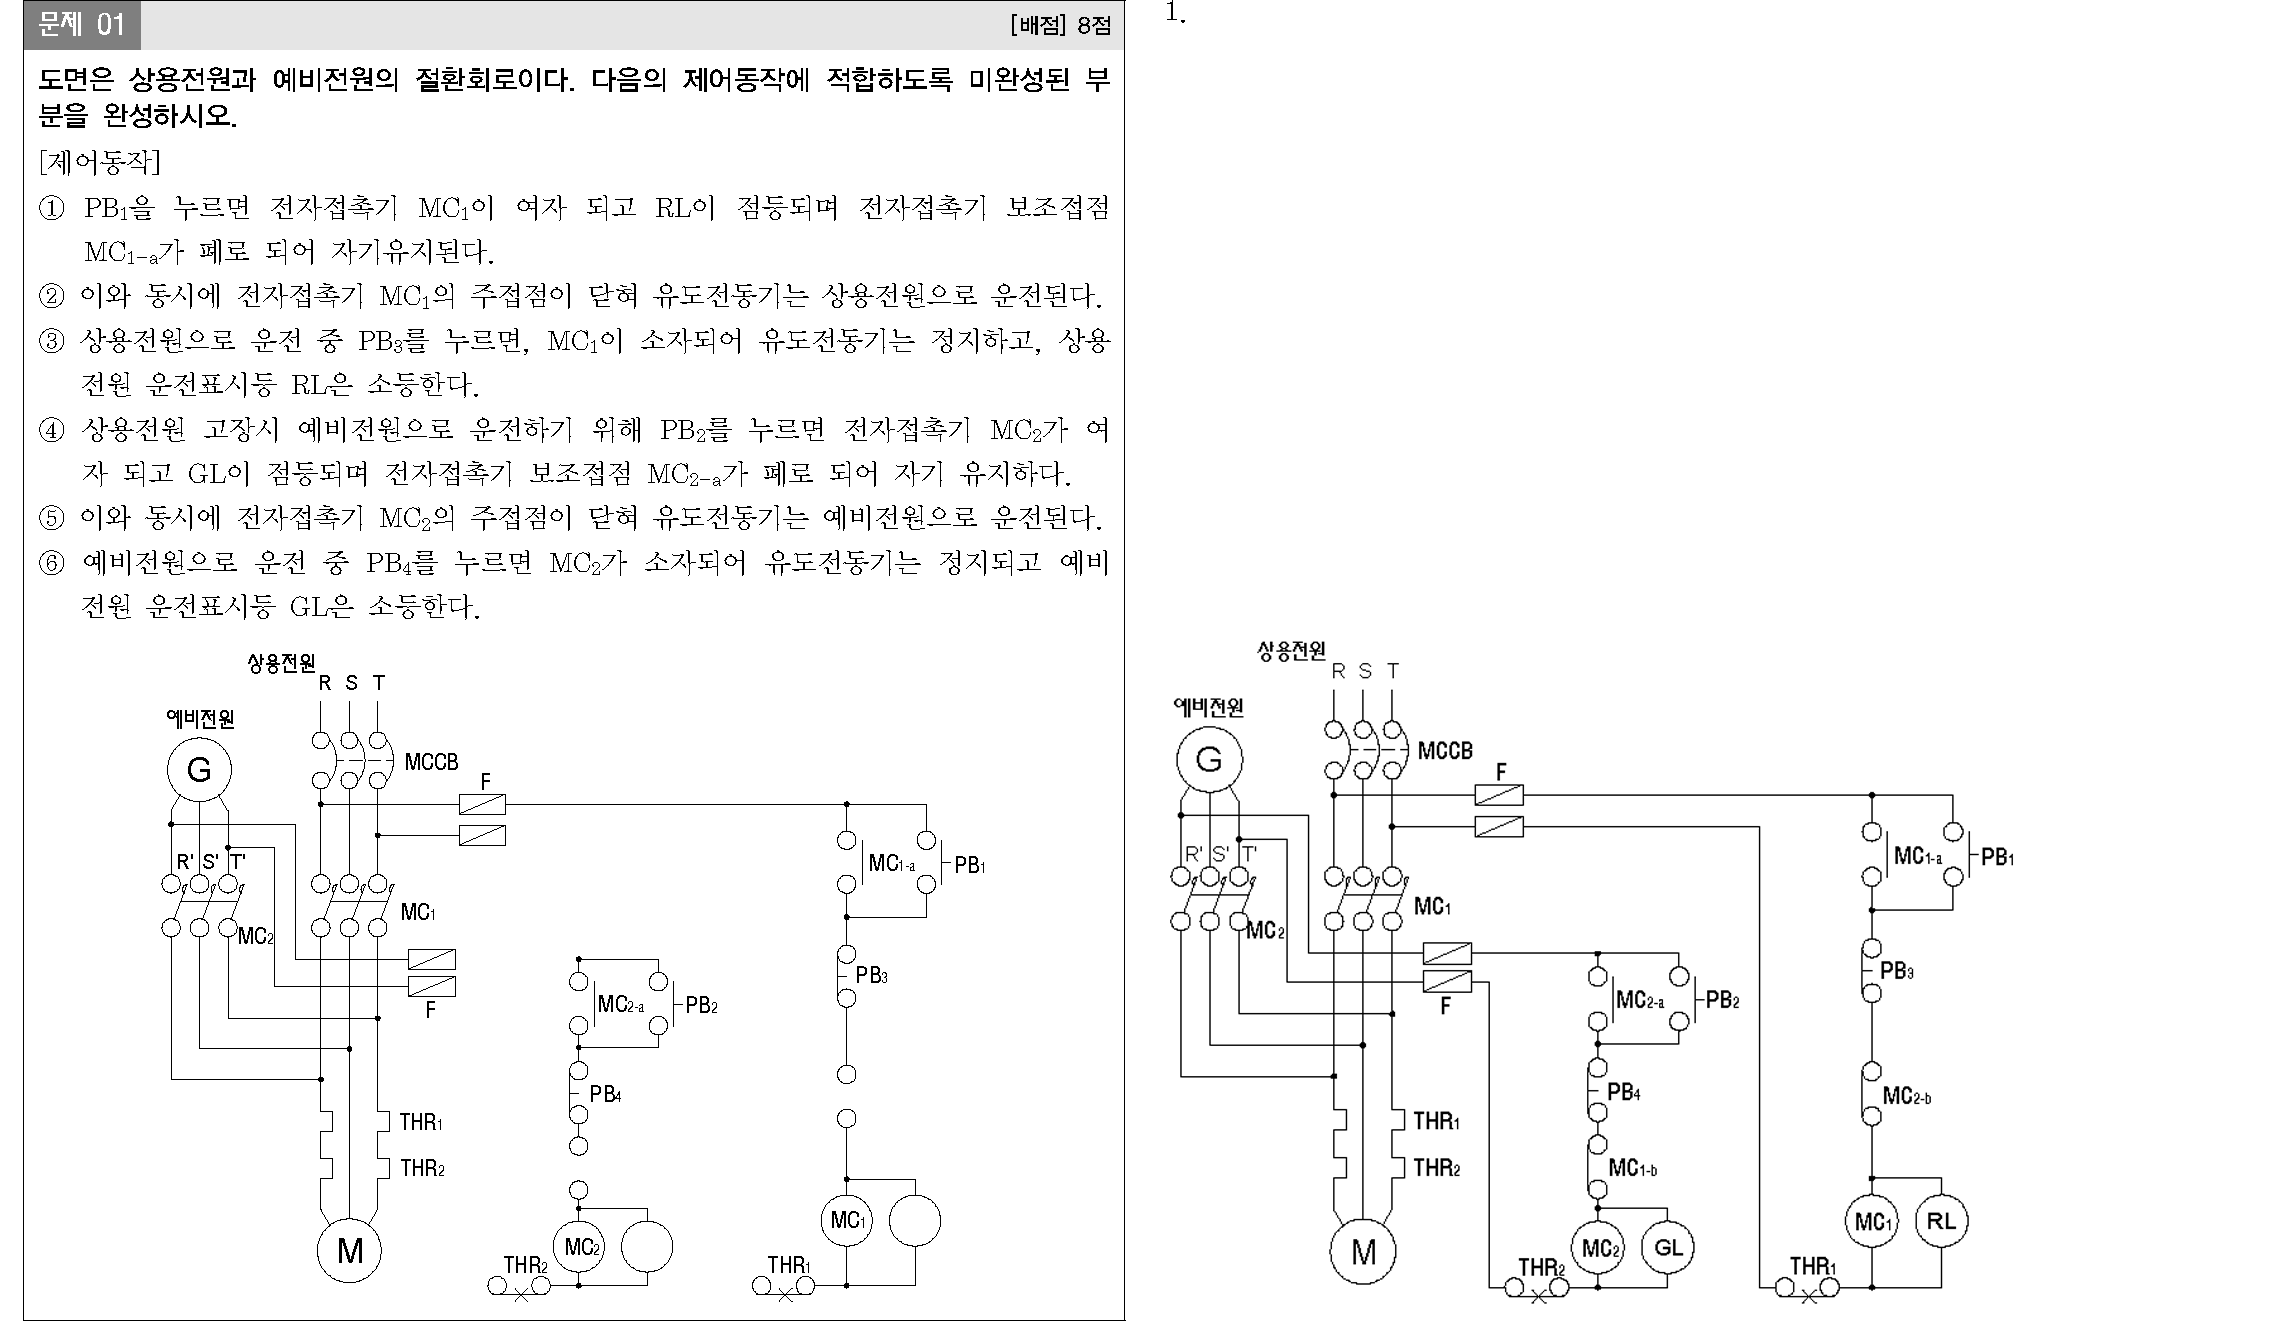 문제 01
[배점] 8점
도면은 상용전원과 예비전원의 절환회로이다. 다음의 제어동작에 적합하도록 미완성된 부
분을 완성하시오.
[제어동작]
① PB₁을 누르면 전자접촉기 MC₁이 여자 되고 RL이 점등되며 전자접촉기 보조접점
MC₁₋ₐ가 폐로 되어 자기유지된다.
② 이와 동시에 전자접촉기 MC₁의 주접점이 닫혀 유도전동기는 상용전원으로 운전된다.
③ 상용전원으로 운전 중 PB₃를 누르면, MC₁이 소자되어 유도전동기는 정지하고, 상용
전원 운전표시등 RL은 소등한다.
④ 상용전원 고장시 예비전원으로 운전하기 위해 PB₂를 누르면 전자접촉기 MC₂가 여
자 되고 GL이 점등되며 전자접촉기 보조접점 MC₂₋ₐ가 폐로 되어 자기 유지하다.
⑤ 이와 동시에 전자접촉기 MC₂의 주접점이 닫혀 유도전동기는 예비전원으로 운전된다.
⑥ 예비전원으로 운전 중 PB₄를 누르면 MC₂가 소자되어 유도전동기는 정지되고 예비
전원 운전표시등 GL은 소등한다.
상용전원
R S T
예비전원
G
MCCB
F
R' S' T'
MC₁₋ₐ
PB₁
MC₁
MC₂
PB₃
F
MC₂₋ₐ
PB₂
PB₄
THR₁
THR₂
MC₁
M
MC₂
THR₂
THR₁
1.
상용전원
R S T
예비전원
G
MCCB
F
R' S' T'
MC₁₋ₐ
PB₁
MC₁
MC₂
PB₃
F
MC₂₋ₐ
PB₂
PB₄
MC₂₋b
THR₁
THR₂
MC₁₋b
MC₁
RL
M
MC₂
GL
THR₂
THR₁